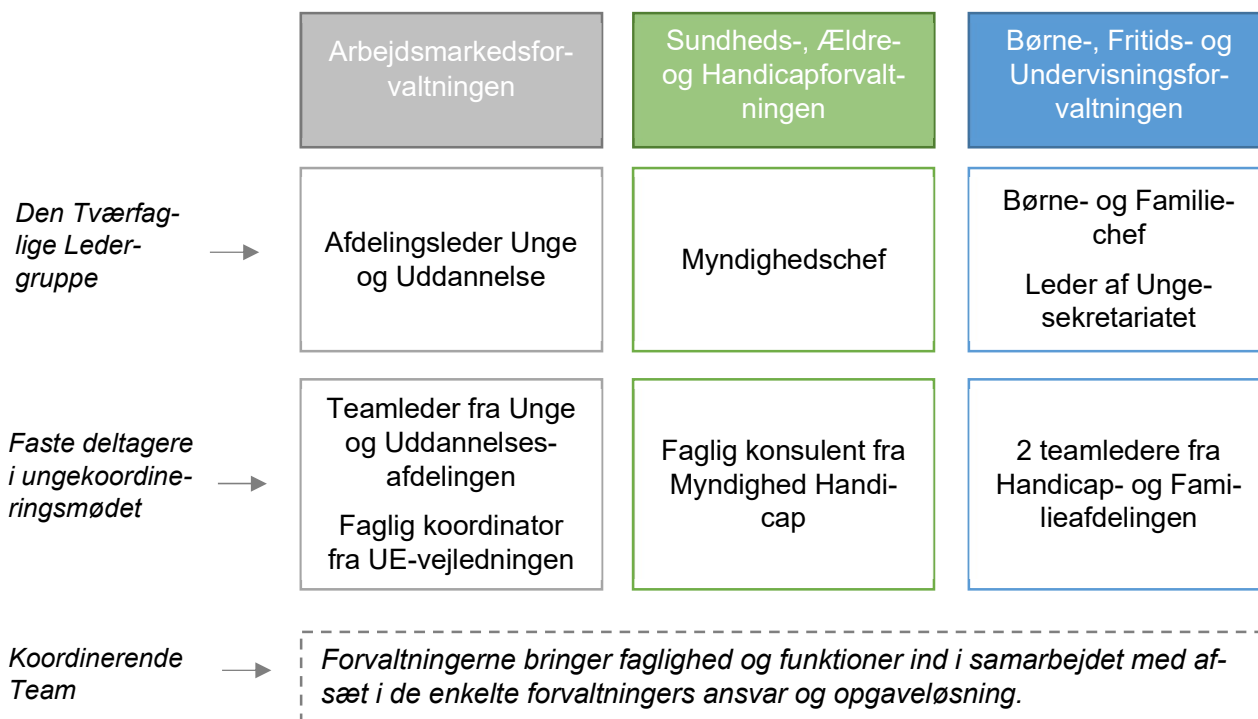 Arbejdsmarkedsfor-
valtningen
Sundheds-, Ældre-
og Handicapforvalt-
ningen
Børne-, Fritids- og
Undervisningsfor-
valtningen
Den Tværfag-
lige Leder-
gruppe
Afdelingsleder Unge
og Uddannelse
Myndighedschef
Børne- og Familie-
chef
Leder af Unge-
sekretariatet
Faste deltagere
i ungekoordine-
ringsmødet
Teamleder fra Unge
og Uddannelses-
afdelingen
Faglig koordinator
fra UE-vejledningen
Faglig konsulent fra
Myndighed Handi-
cap
2 teamledere fra
Handicap- og Fami-
lieafdelingen
Koordinerende
Team
Forvaltningerne bringer faglighed og funktioner ind i samarbejdet med af-
sæt i de enkelte forvaltningers ansvar og opgaveløsning.